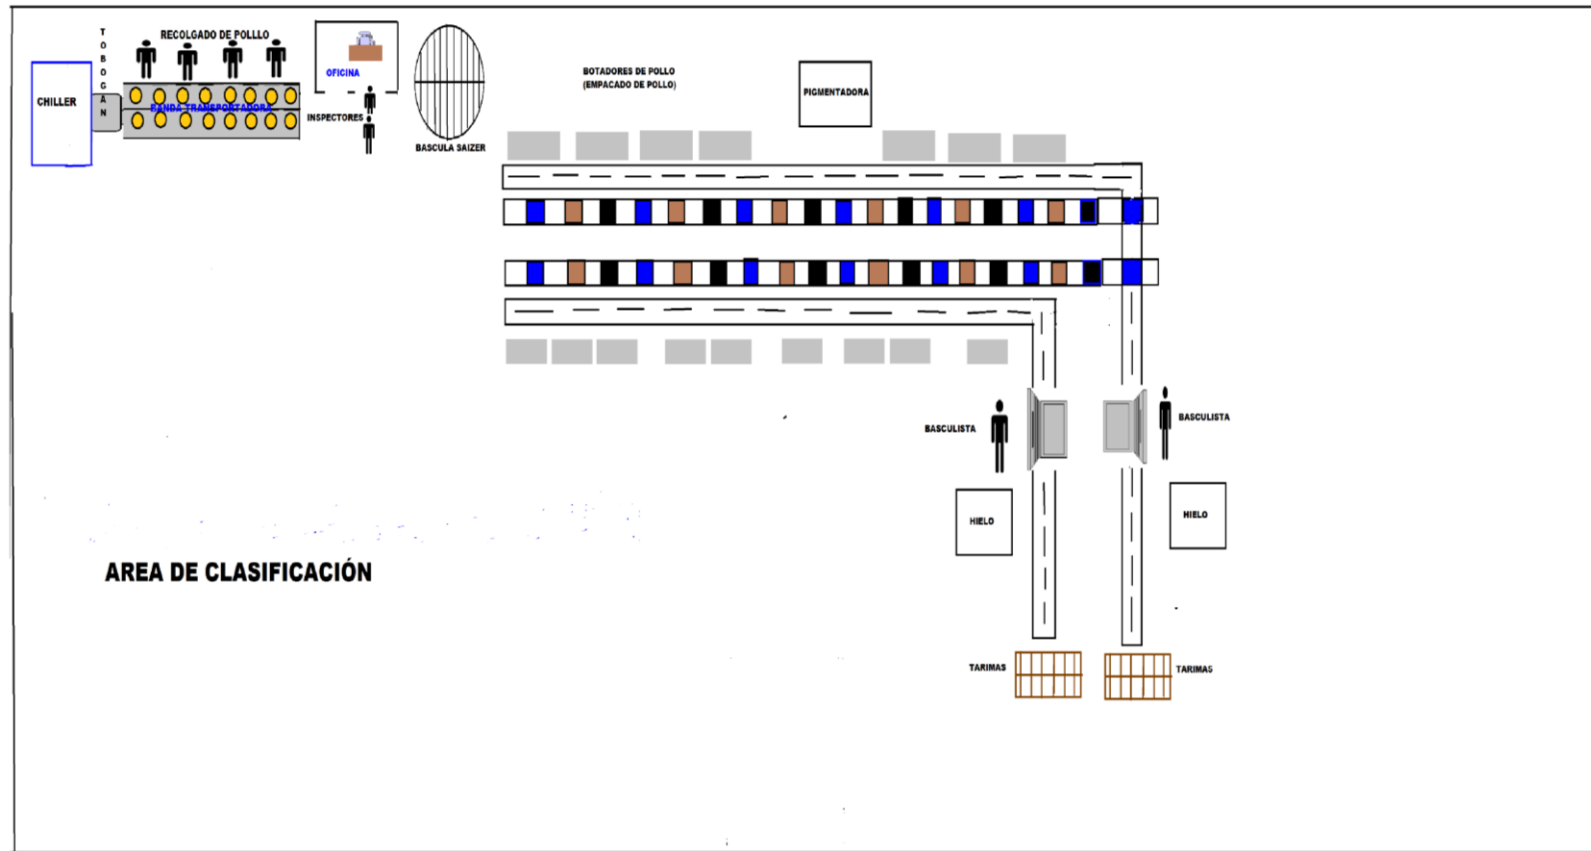 TOBOGAN
RECOLGADO DE POLLLO
CHILLER
BANDA TRANSPORTADORA
OFICINA
INSPECTORES
BASCULA SAIZER
BOTADORES DE POLLO
(EMPACADO DE POLLO)
PIGMENTADORA
BASCULISTA
BASCULISTA
HIELO
HIELO
AREA DE CLASIFICACIÓN
TARIMAS
TARIMAS